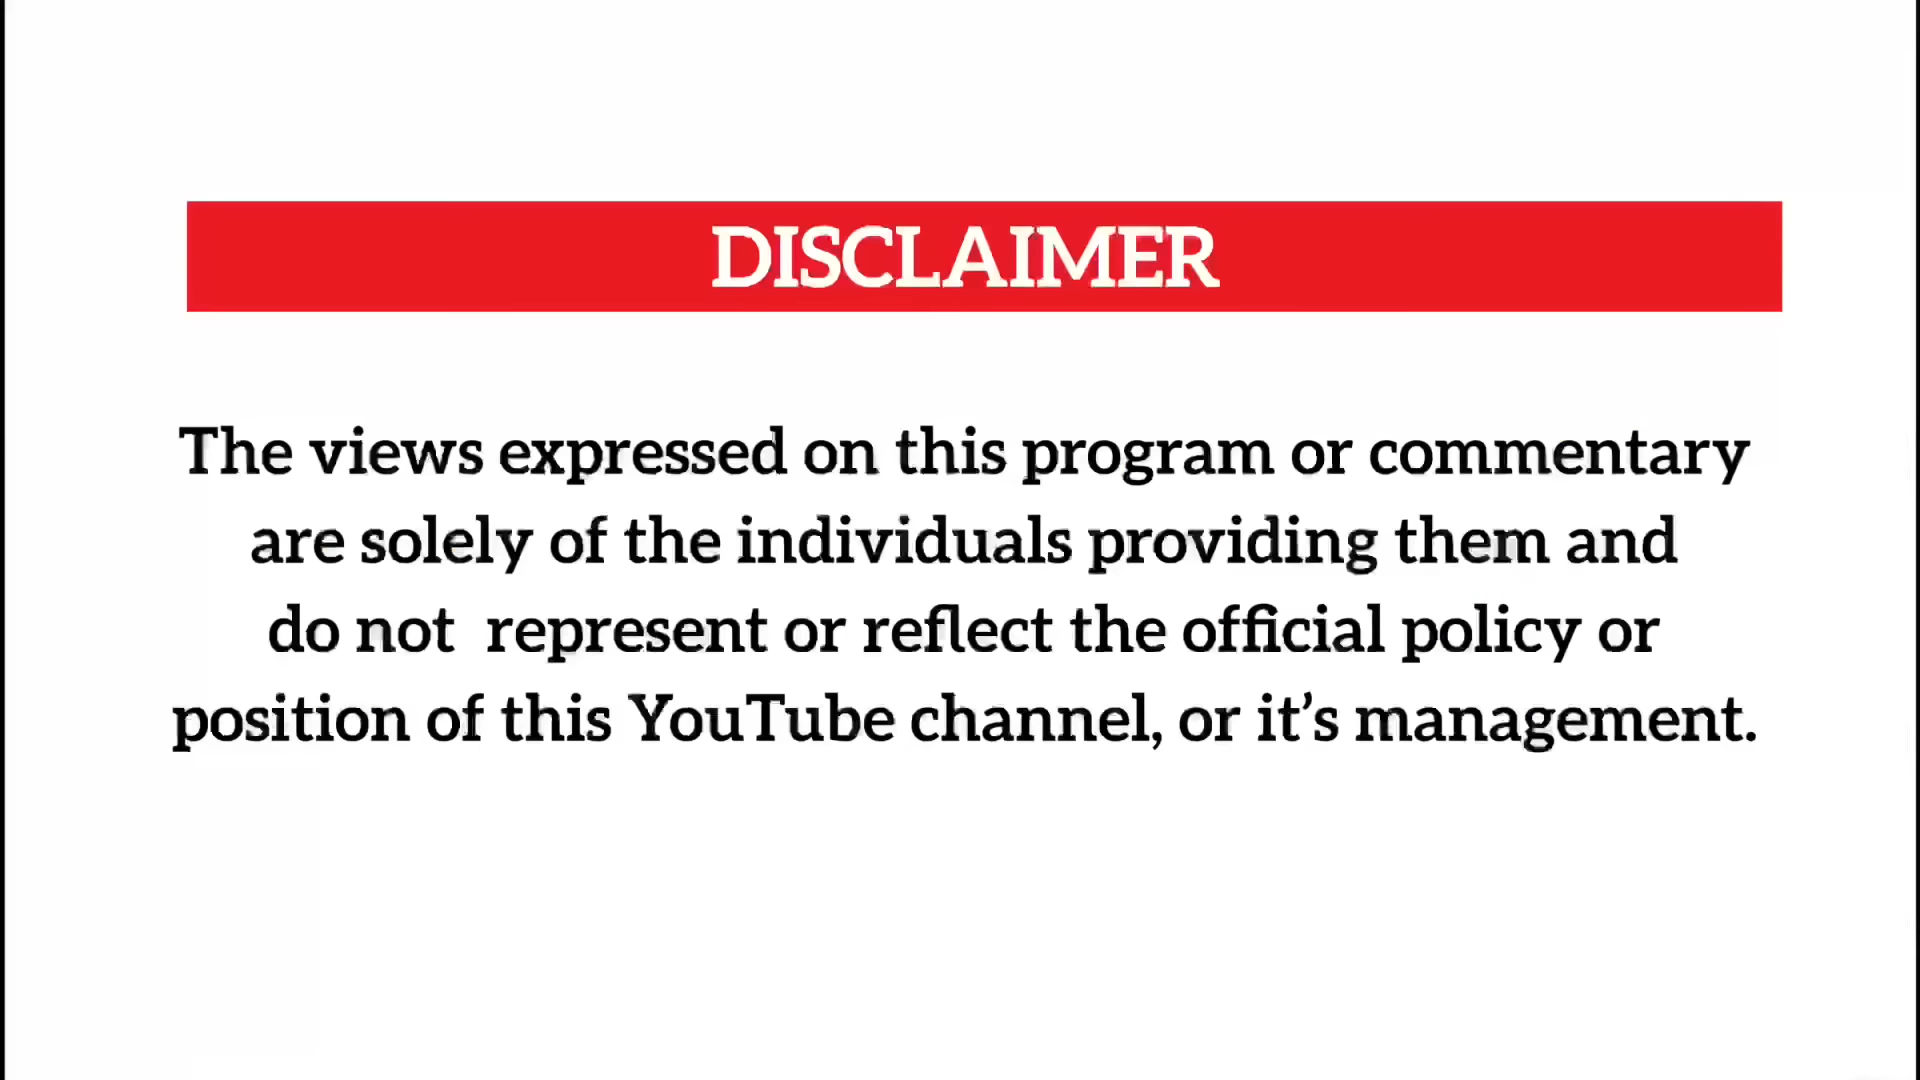 DISCLAIMER
The views expressed on this program or commentary
are solely of the individuals providing them and
do not  represent or reflect the official policy or
position of this YouTube channel, or it’s management.